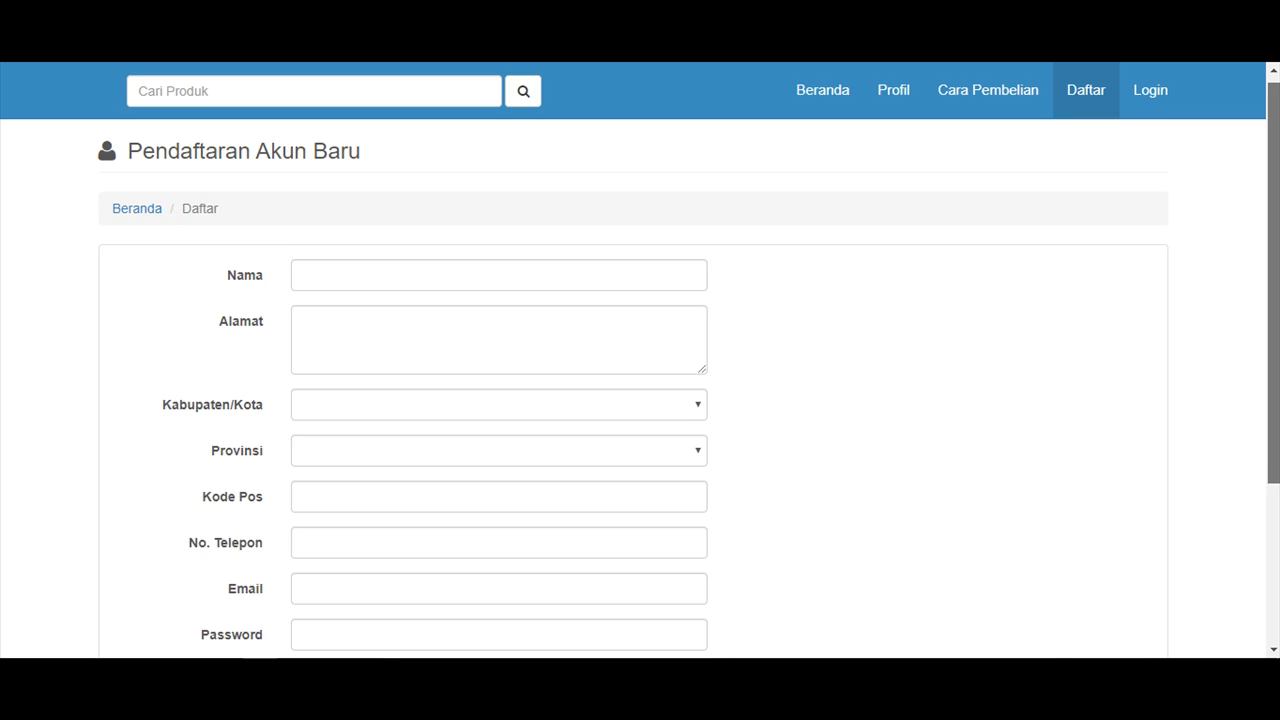 Cari Produk
Beranda Profil Cara Pembelian Daftar Login
Pendaftaran Akun Baru
Beranda / Daftar
Nama
Alamat
Kabupaten/Kota
Provinsi
Kode Pos
No. Telepon
Email
Password